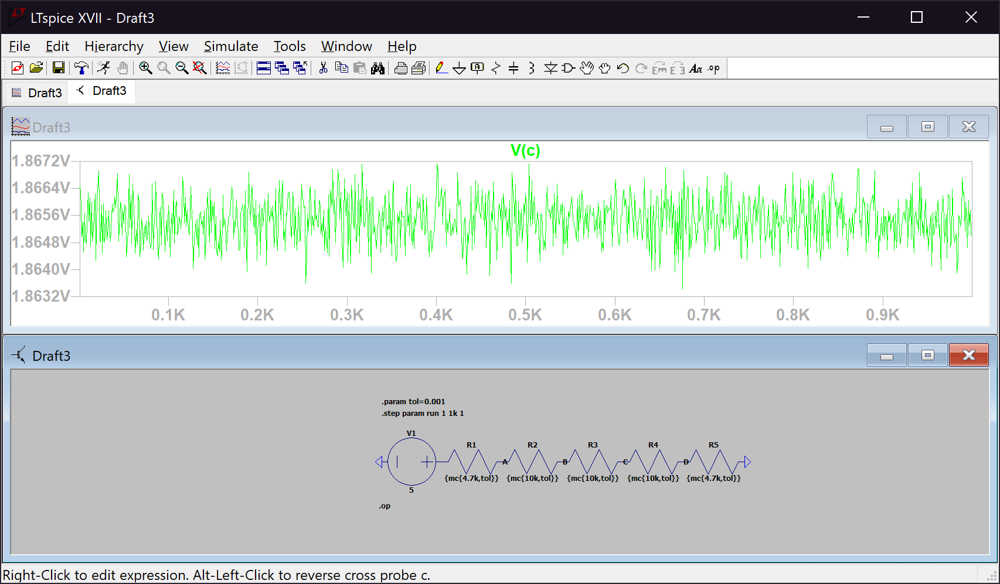 LTspice XVII - Draft3
File Edit Hierarchy View Simulate Tools Window Help
Draft3 Draft3
Draft3
V(c)
1.8672V
1.8664V
1.8656V
1.8648V
1.8640V
1.8632V
0.1K 0.2K 0.3K 0.4K 0.5K 0.6K 0.7K 0.8K 0.9K
Draft3
.param tol=0.001
.step param run 1 1k 1
V1
R1 R2 R3 R4 R5
A B C D
{mc{4.7k,tol}} {mc{10k,tol}} {mc{10k,tol}} {mc{10k,tol}} {mc{4.7k,tol}}
5
.op
Right-Click to edit expression. Alt-Left-Click to reverse cross probe c.